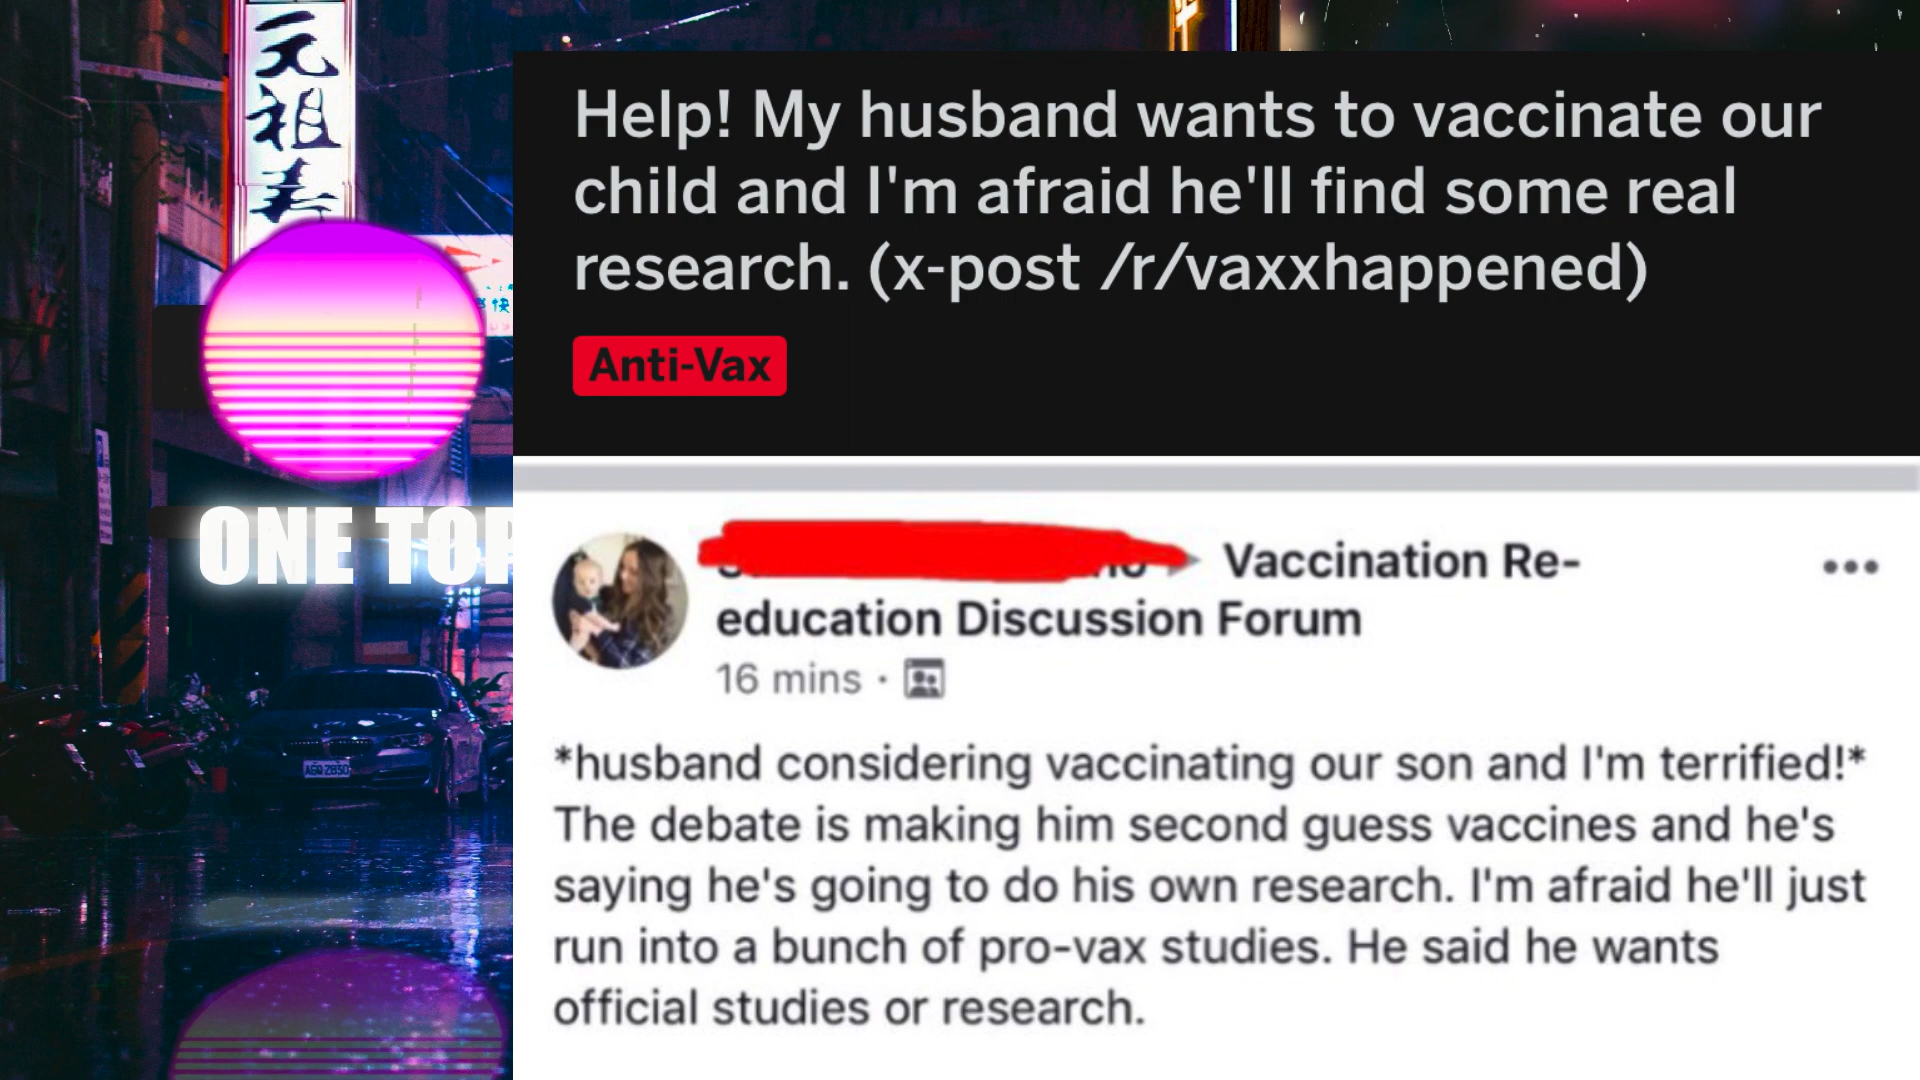 元
祖
ONE TOP
Help! My husband wants to vaccinate our
child and I'm afraid he'll find some real
research. (x-post /r/vaxxhappened)
Anti-Vax
Vaccination Re-
education Discussion Forum
16 mins ·
*husband considering vaccinating our son and I'm terrified!*
The debate is making him second guess vaccines and he's
saying he's going to do his own research. I'm afraid he'll just
run into a bunch of pro-vax studies. He said he wants
official studies or research.